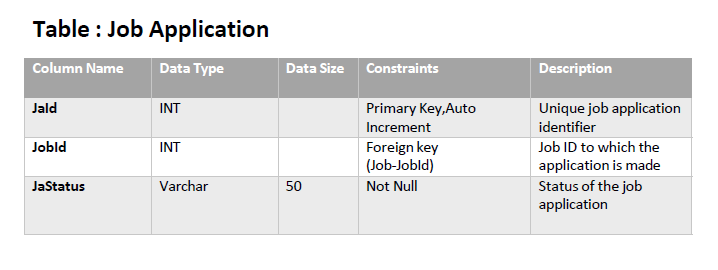 Table : Job Application
Column Name Data Type Data Size Constraints Description
JaId INT Primary Key,Auto Unique job application
Increment identifier
JobId INT Foreign key Job ID to which the
(Job-JobId) application is made
JaStatus Varchar 50 Not Null Status of the job
application